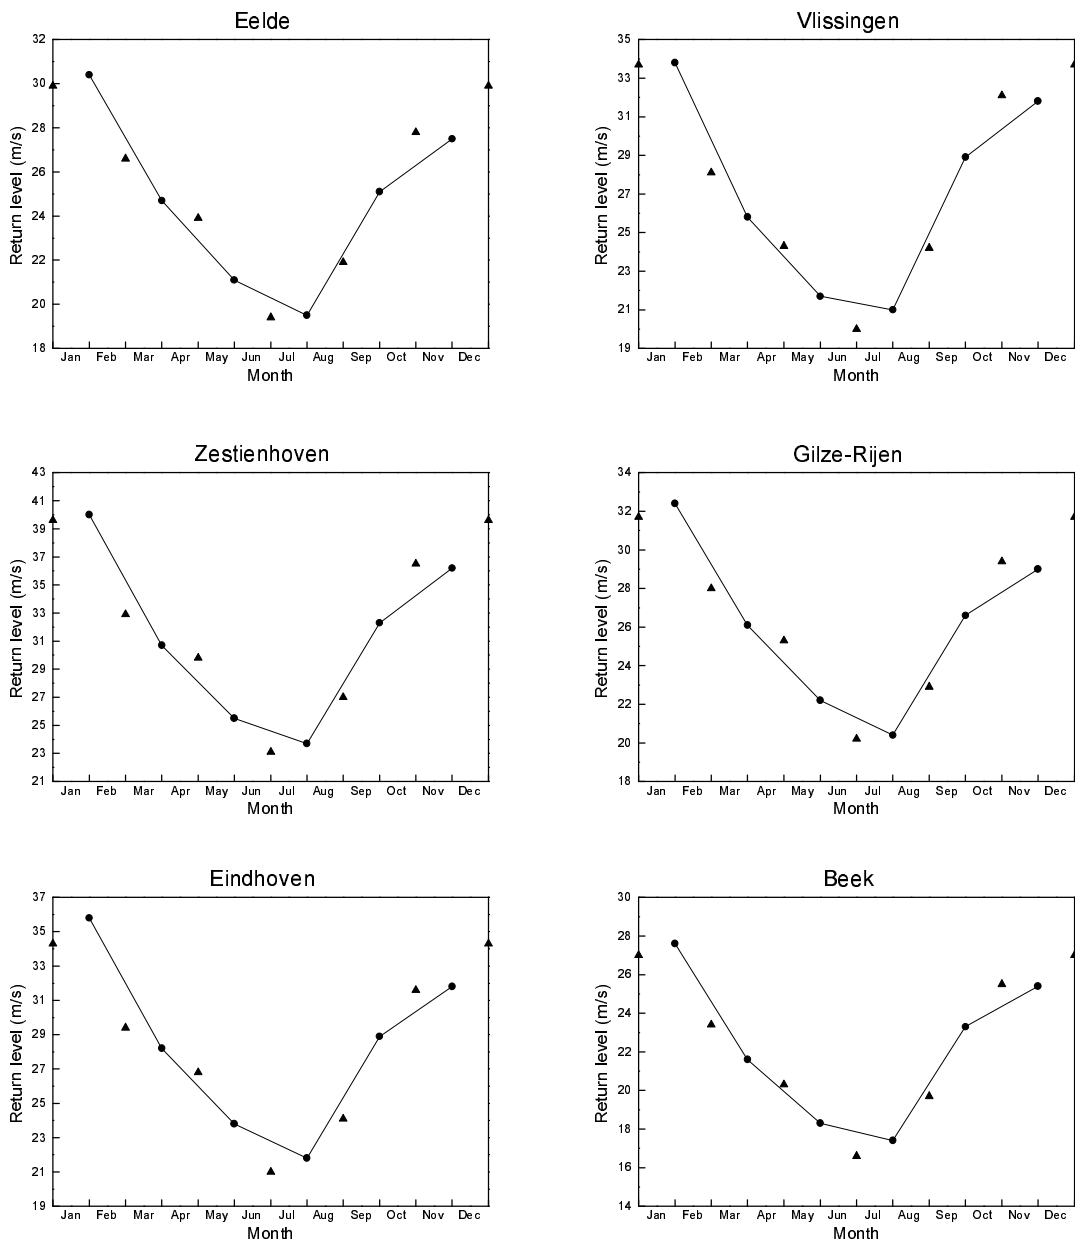 Eelde
32
30
28
26
24
22
20
18
Return level (m/s)
Jan Feb Mar Apr May Jun Jul Aug Sep Oct Nov Dec
Month
Vlissingen
35
33
31
29
27
25
23
21
19
Return level (m/s)
Jan Feb Mar Apr May Jun Jul Aug Sep Oct Nov Dec
Month
Zestienhoven
43
41
39
37
35
33
31
29
27
25
23
21
Return level (m/s)
Jan Feb Mar Apr May Jun Jul Aug Sep Oct Nov Dec
Month
Gilze-Rijen
34
32
30
28
26
24
22
20
18
Return level (m/s)
Jan Feb Mar Apr May Jun Jul Aug Sep Oct Nov Dec
Month
Eindhoven
37
35
33
31
29
27
25
23
21
19
Return level (m/s)
Jan Feb Mar Apr May Jun Jul Aug Sep Oct Nov Dec
Month
Beek
30
28
26
24
22
20
18
16
14
Return level (m/s)
Jan Feb Mar Apr May Jun Jul Aug Sep Oct Nov Dec
Month